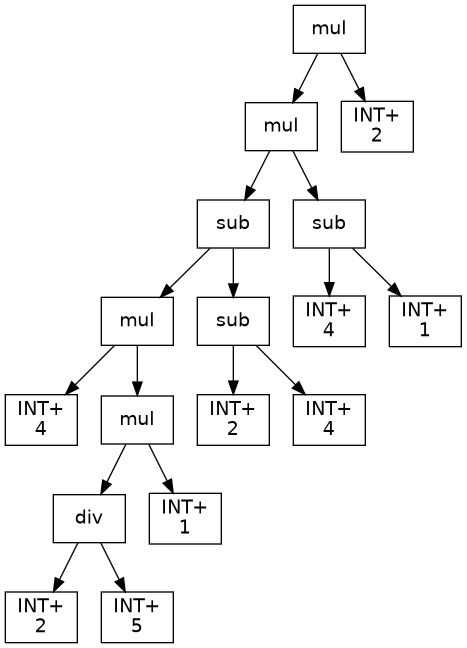 mul
mul
INT+
2
sub
sub
mul
sub
INT+
4
INT+
1
INT+
4
mul
INT+
2
INT+
4
div
INT+
1
INT+
2
INT+
5